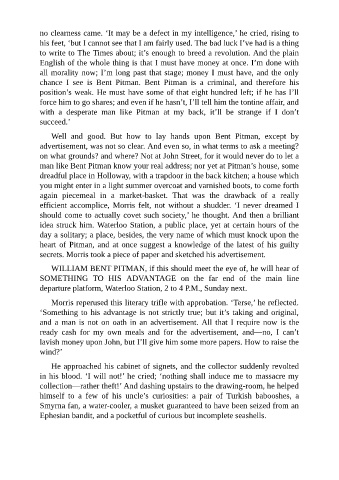 no clearness came. ‘It may be a defect in my intelligence,’ he cried, rising to
his feet, ‘but I cannot see that I am fairly used. The bad luck I’ve had is a thing
to write to The Times about; it’s enough to breed a revolution. And the plain
English of the whole thing is that I must have money at once. I’m done with
all morality now; I’m long past that stage; money I must have, and the only
chance I see is Bent Pitman. Bent Pitman is a criminal, and therefore his
position’s weak. He must have some of that eight hundred left; if he has I’ll
force him to go shares; and even if he hasn’t, I’ll tell him the tontine affair, and
with a desperate man like Pitman at my back, it’ll be strange if I don’t
succeed.’
Well and good. But how to lay hands upon Bent Pitman, except by
advertisement, was not so clear. And even so, in what terms to ask a meeting?
on what grounds? and where? Not at John Street, for it would never do to let a
man like Bent Pitman know your real address; nor yet at Pitman’s house, some
dreadful place in Holloway, with a trapdoor in the back kitchen; a house which
you might enter in a light summer overcoat and varnished boots, to come forth
again piecemeal in a market-basket. That was the drawback of a really
efficient accomplice, Morris felt, not without a shudder. ‘I never dreamed I
should come to actually covet such society,’ he thought. And then a brilliant
idea struck him. Waterloo Station, a public place, yet at certain hours of the
day a solitary; a place, besides, the very name of which must knock upon the
heart of Pitman, and at once suggest a knowledge of the latest of his guilty
secrets. Morris took a piece of paper and sketched his advertisement.
WILLIAM BENT PITMAN, if this should meet the eye of, he will hear of
SOMETHING TO HIS ADVANTAGE on the far end of the main line
departure platform, Waterloo Station, 2 to 4 P.M., Sunday next.
Morris reperused this literary trifle with approbation. ‘Terse,’ he reflected.
‘Something to his advantage is not strictly true; but it’s taking and original,
and a man is not on oath in an advertisement. All that I require now is the
ready cash for my own meals and for the advertisement, and—no, I can’t
lavish money upon John, but I’ll give him some more papers. How to raise the
wind?’
He approached his cabinet of signets, and the collector suddenly revolted
in his blood. ‘I will not!’ he cried; ‘nothing shall induce me to massacre my
collection—rather theft!’ And dashing upstairs to the drawing-room, he helped
himself to a few of his uncle’s curiosities: a pair of Turkish babooshes, a
Smyrna fan, a water-cooler, a musket guaranteed to have been seized from an
Ephesian bandit, and a pocketful of curious but incomplete seashells.